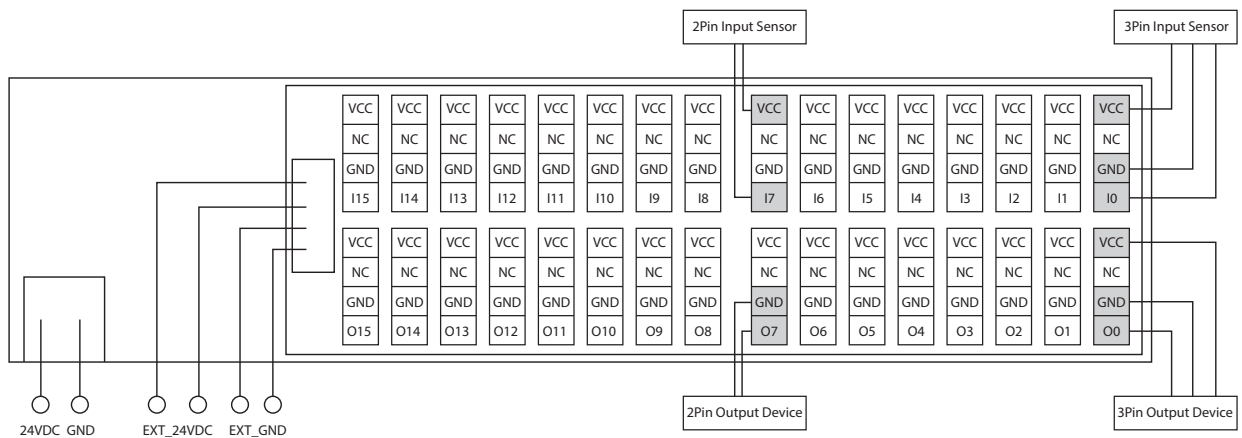 2Pin Input Sensor 3Pin Input Sensor
VCC VCC VCC VCC VCC VCC VCC VCC VCC VCC VCC VCC VCC VCC VCC VCC
NC NC NC NC NC NC NC NC NC NC NC NC NC NC NC NC
GND GND GND GND GND GND GND GND GND GND GND GND GND GND GND GND
I15 I14 I13 I12 I11 I10 I9 I8 I7 I6 I5 I4 I3 I2 I1 I0
VCC VCC VCC VCC VCC VCC VCC VCC VCC VCC VCC VCC VCC VCC VCC VCC
NC NC NC NC NC NC NC NC NC NC NC NC NC NC NC NC
GND GND GND GND GND GND GND GND GND GND GND GND GND GND GND GND
O15 O14 O13 O12 O11 O10 O9 O8 O7 O6 O5 O4 O3 O2 O1 O0
2Pin Output Device 3Pin Output Device
24VDC GND EXT_24VDC EXT_GND